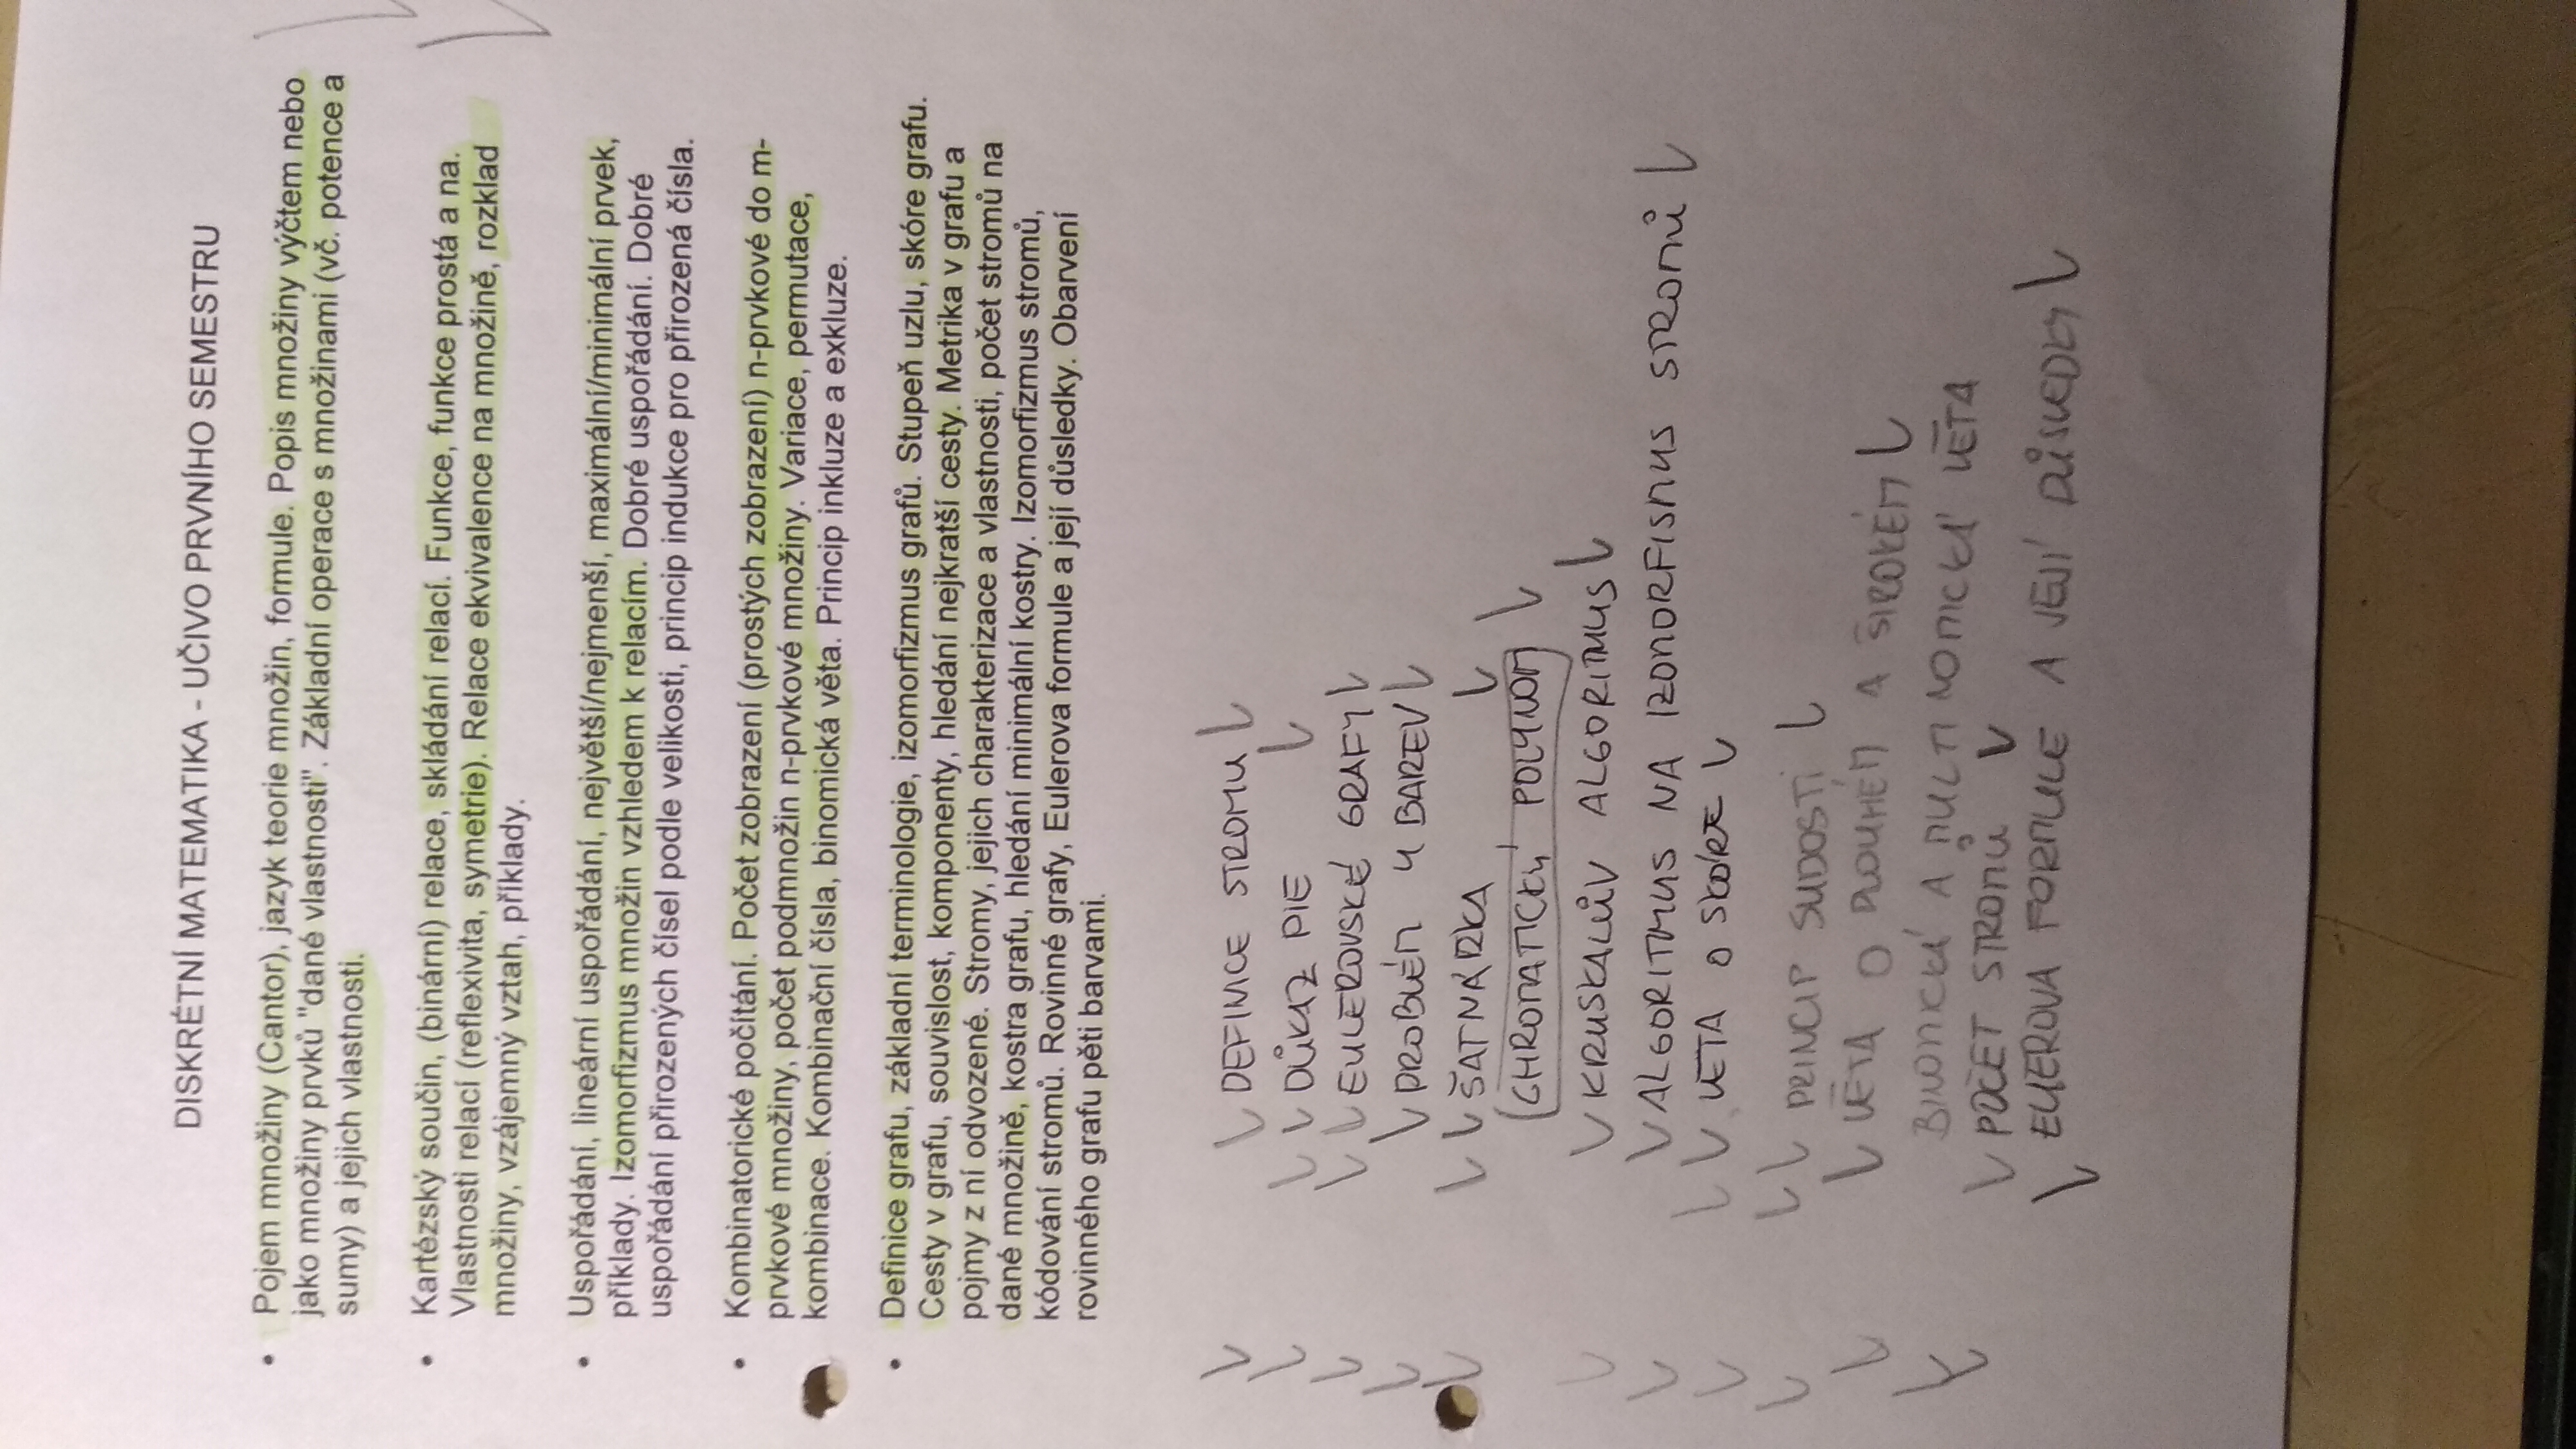 DISKRÉTNÍ MATEMATIKA - UČIVO PRVNÍHO SEMESTRU
• Pojem množiny (Cantor), jazyk teorie množin, formule. Popis množiny výčtem nebo
jako množiny prvků "dané vlastnosti". Základní operace s množinami (vč. potence a
sumy) a jejich vlastnosti.
• Kartézský součin, (binární) relace, skládání relací. Funkce, funkce prostá a na.
Vlastnosti relací (reflexivita, symetrie). Relace ekvivalence na množině, rozklad
množiny, vzájemný vztah, příklady.
• Uspořádání, lineární uspořádání, největší/nejmenší, maximální/minimální prvek,
příklady. Izomorfizmus množin vzhledem k relacím. Dobré uspořádání. Dobré
uspořádání přirozených čísel podle velikosti, princip indukce pro přirozená čísla.
• Kombinatorické počítání. Počet zobrazení (prostých zobrazení) n-prvkové do m-
prvkové množiny, počet podmnožin n-prvkové množiny. Variace, permutace,
kombinace. Kombinační čísla, binomická věta. Princip inkluze a exkluze.
• Definice grafu, základní terminologie, izomorfizmus grafů. Stupeň uzlu, skóre grafu.
Cesty v grafu, souvislost, komponenty, hledání nejkratší cesty. Metrika v grafu a
pojmy z ní odvozené. Stromy, jejich charakterizace a vlastnosti, počet stromů na
dané množině, kostra grafu, hledání minimální kostry. Izomorfizmus stromů,
kódování stromů. Rovinné grafy, Eulerova formule a její důsledky. Obarvení
rovinného grafu pěti barvami.
DEFINICE STROMU
DŮKAZ PIE
EULEROVSKÉ GRAFY
PROBLÉM 4 BAREV
ŠATNÁŘKA
CHROMATICKÝ POLYNOM
KRUSKALŮV ALGORITMUS
ALGORITMUS NA IZOMORFISMUS STROMŮ
VĚTA O SKÓRE
PRINCIP SUDOSTI
VĚTA O DLOUHÉM A ŠIROKÉM
BINOMICKÁ A MULTINOMICKÁ VĚTA
POČET STROMŮ
EULEROVA FORMULE A JEJÍ DŮSLEDKY